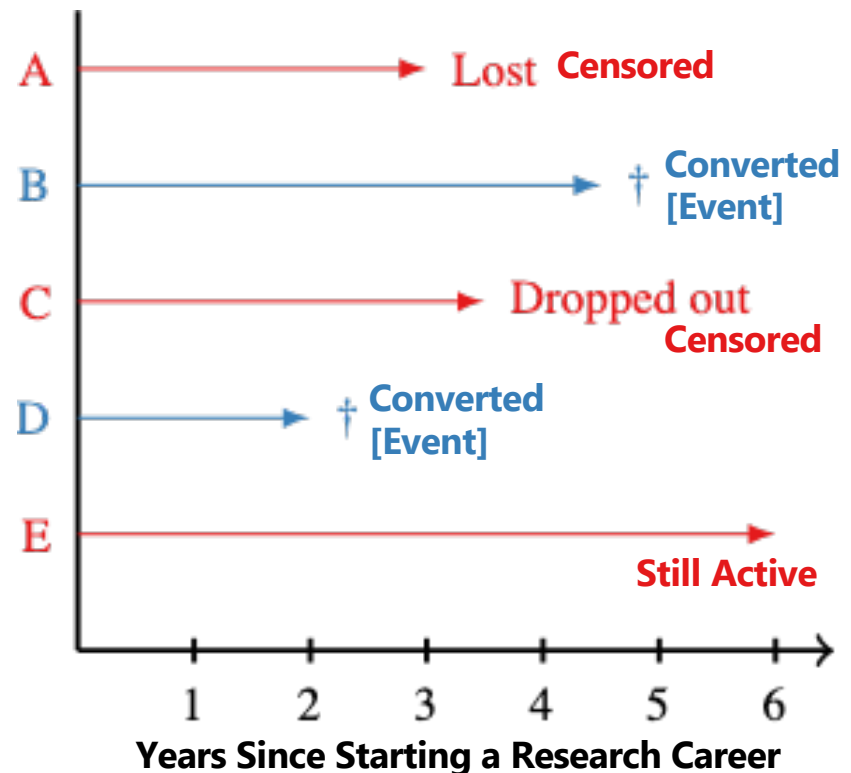 A Lost Censored
B † Converted
[Event]
C Dropped out
Censored
D † Converted
[Event]
E
Still Active
1 2 3 4 5 6
Years Since Starting a Research Career